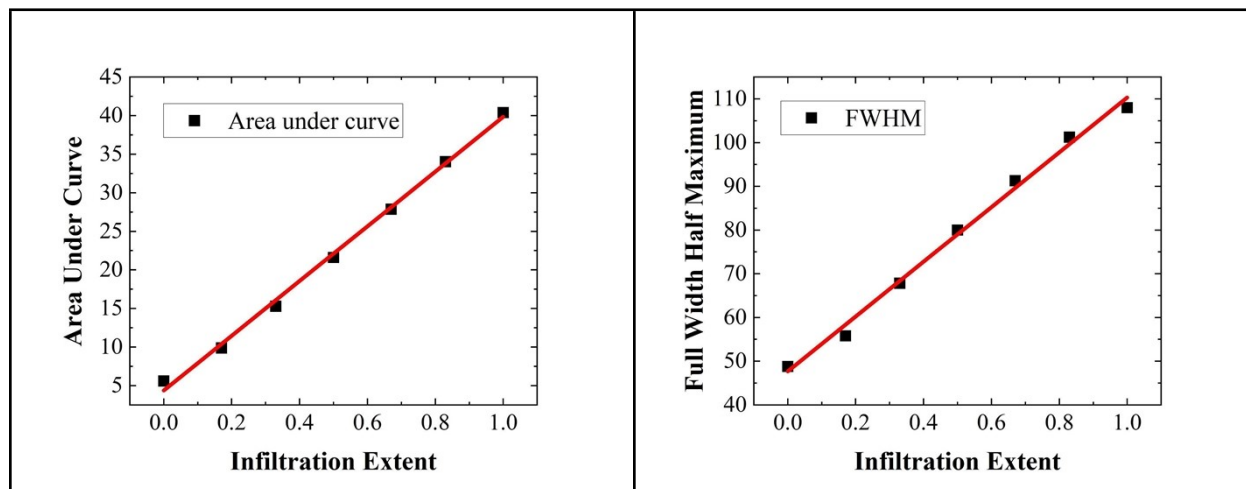 45
40
35
30
25
20
15
10
5
Area Under Curve
Area under curve
0.0 0.2 0.4 0.6 0.8 1.0
Infiltration Extent
110
100
90
80
70
60
50
40
Full Width Half Maximum
FWHM
0.0 0.2 0.4 0.6 0.8 1.0
Infiltration Extent